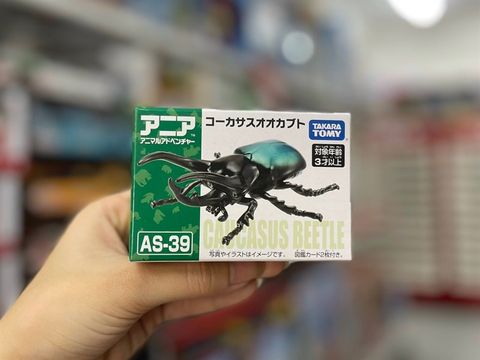 アニア™
アニマルアドベンチャー
コーカサスオオカブト
TAKARA
TOMY
対象年齢
3才以上
AS-39
CAUCASUS BEETLE
写真やイラストはイメージです。 図鑑カード2枚付き。